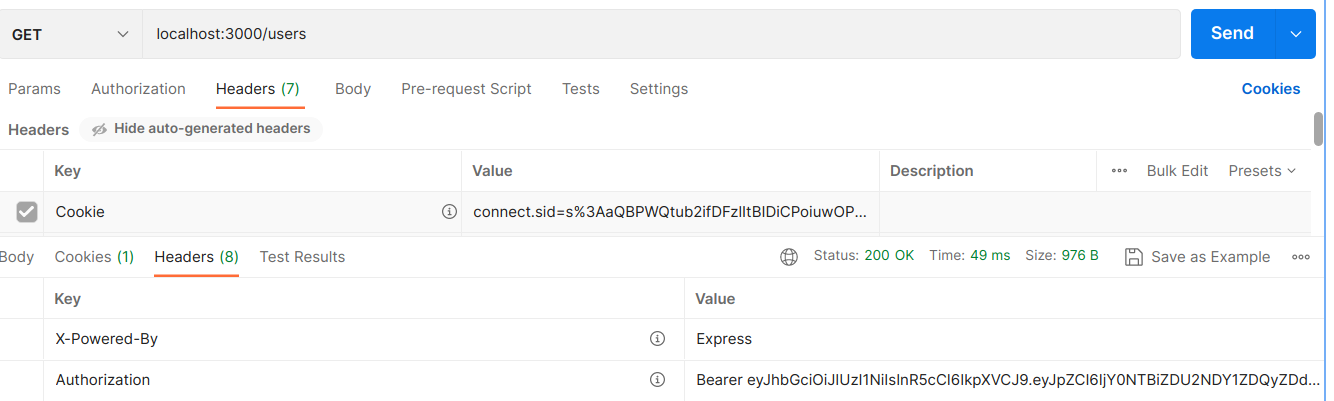 GET localhost:3000/users Send
Params Authorization Headers (7) Body Pre-request Script Tests Settings Cookies
Headers Hide auto-generated headers
Key Value Description Bulk Edit Presets
Cookie connect.sid=s%3AaQBPWQtub2ifDFzlltBlDiCPoiuwOP...
Body Cookies (1) Headers (8) Test Results Status: 200 OK Time: 49 ms Size: 976 B Save as Example
Key Value
X-Powered-By Express
Authorization Bearer eyJhbGciOiJIUzI1NiIsInR5cCI6IkpXVCJ9.eyJpZCI6IjY0NTBiZDU2NDY1ZDQyZDd...